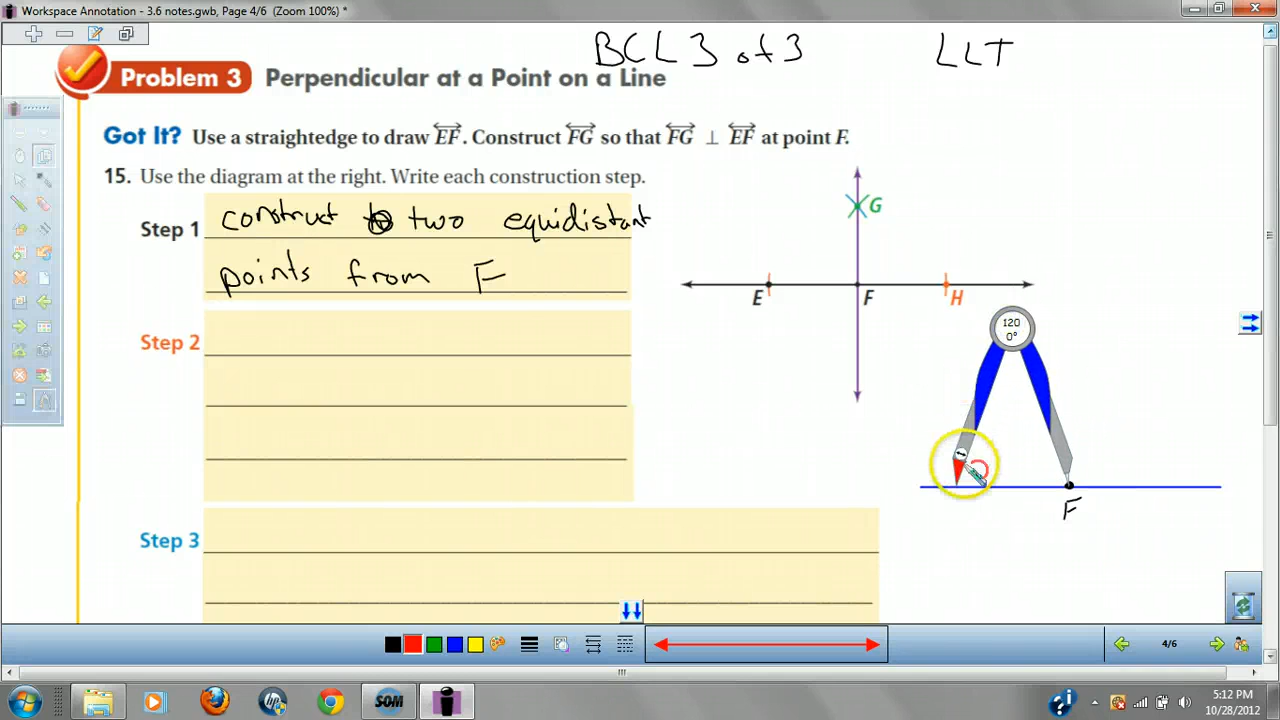 Workspace Annotation - 3.6 notes.gwb, Page 4/6 (Zoom 100%) *
BCL 3 of 3 LLT
Problem 3 Perpendicular at a Point on a Line
Got It? Use a straightedge to draw EF. Construct FG so that FG ⊥ EF at point F.
15. Use the diagram at the right. Write each construction step.
Step 1 construct two equidistant
points from F
G
E F H
Step 2
120
0°
F
Step 3
4/6
SOM
5:12 PM
10/28/2012